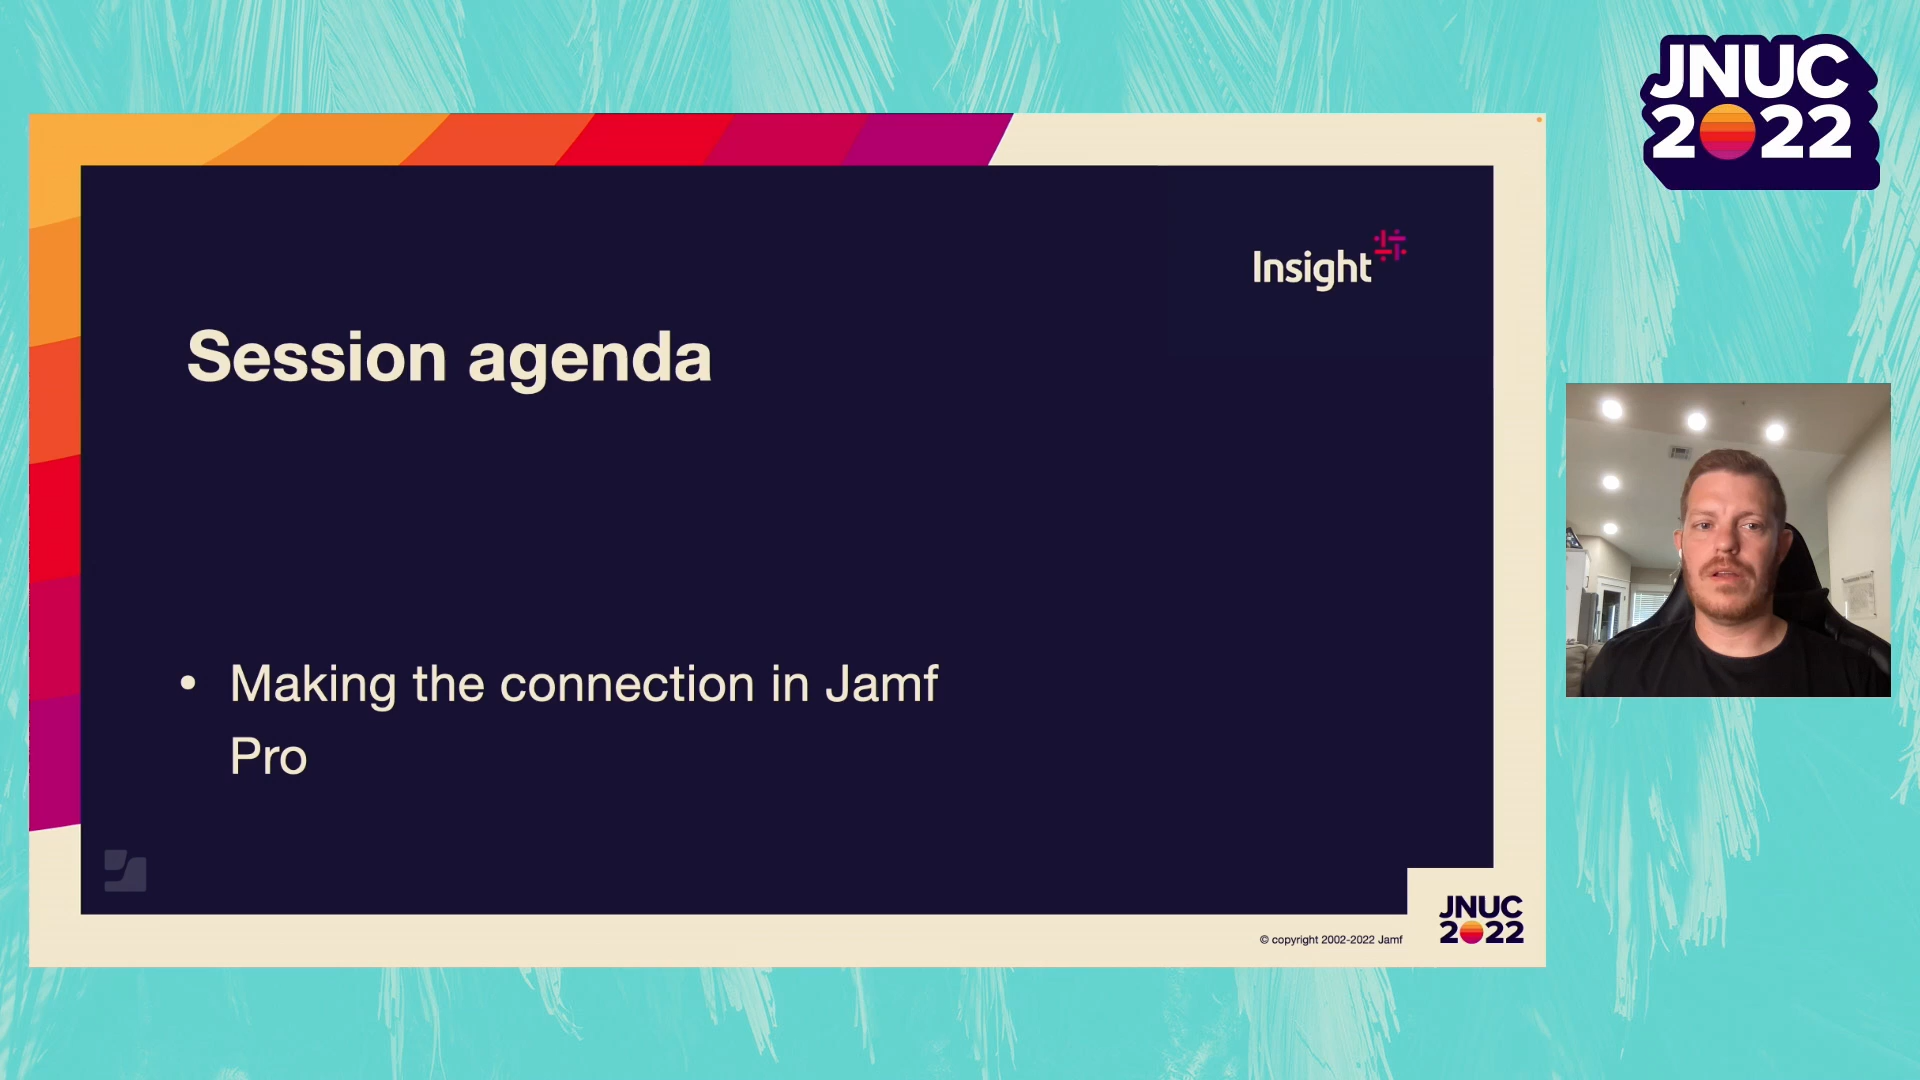 JNUC
2022
Insight
Session agenda
• Making the connection in Jamf
Pro
© copyright 2002-2022 Jamf
JNUC
2022